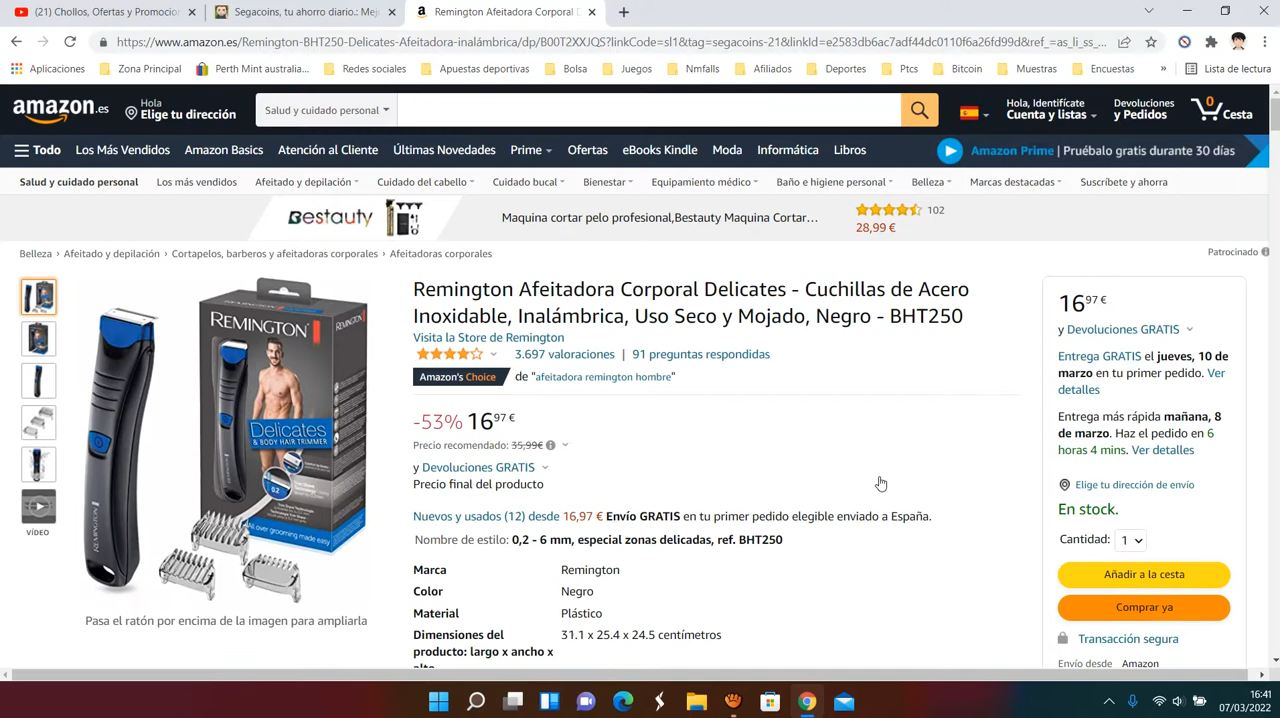 (21) Chollos, Ofertas y Promocion
Segacoins, tu ahorro diario.: Mej
Remington Afeitadora Corporal D
https://www.amazon.es/Remington-BHT250-Delicates-Afeitadora-inalámbrica/dp/B00T2XXJQS?linkCode=sl1&tag=segacoins-21&linkId=e2583db6ac7adf44dc0110f6a26fd99d&ref_=as_li_ss_...
Aplicaciones
Zona Principal
Perth Mint australia...
Redes sociales
Apuestas deportivas
Bolsa
Juegos
Nmfalls
Afiliados
Deportes
Ptcs
Bitcoin
Muestras
Encuestas
»
Lista de lectura
amazon.es
Hola
Elige tu dirección
Salud y cuidado personal
Hola, Identifícate
Cuenta y listas
Devoluciones
y Pedidos
0
Cesta
Todo
Los Más Vendidos
Amazon Basics
Atención al Cliente
Últimas Novedades
Prime
Ofertas
eBooks Kindle
Moda
Informática
Libros
Amazon Prime | Pruébalo gratis durante 30 días
Salud y cuidado personal
Los más vendidos
Afeitado y depilación
Cuidado del cabello
Cuidado bucal
Bienestar
Equipamiento médico
Baño e higiene personal
Belleza
Marcas destacadas
Suscríbete y ahorra
Bestauty
Maquina cortar pelo profesional,Bestauty Maquina Cortar...
102
28,99 €
Belleza › Afeitado y depilación › Cortapelos, barberos y afeitadoras corporales › Afeitadoras corporales
Patrocinado
Remington Afeitadora Corporal Delicates - Cuchillas de Acero
Inoxidable, Inalámbrica, Uso Seco y Mojado, Negro - BHT250
Visita la Store de Remington
3.697 valoraciones | 91 preguntas respondidas
Amazon's Choice de "afeitadora remington hombre"
-53% 16,97 €
Precio recomendado: 35,99€
y Devoluciones GRATIS
Precio final del producto
Nuevos y usados (12) desde 16,97 € Envío GRATIS en tu primer pedido elegible enviado a España.
Nombre de estilo: 0,2 - 6 mm, especial zonas delicadas, ref. BHT250
Marca Remington
Color Negro
Material Plástico
Dimensiones del 31.1 x 25.4 x 24.5 centímetros
producto: largo x ancho x
alto
REMINGTON
REMINGTON
Delicates
& BODY HAIR TRIMMER
0.2
All over grooming made easy
REMINGTON
VÍDEO
Pasa el ratón por encima de la imagen para ampliarla
16,97 €
y Devoluciones GRATIS
Entrega GRATIS el jueves, 10 de
marzo en tu primer pedido. Ver
detalles
Entrega más rápida mañana, 8
de marzo. Haz el pedido en 6
horas 4 mins. Ver detalles
Elige tu dirección de envío
En stock.
Cantidad: 1
Añadir a la cesta
Comprar ya
Transacción segura
Envío desde Amazon
16:41
07/03/2022